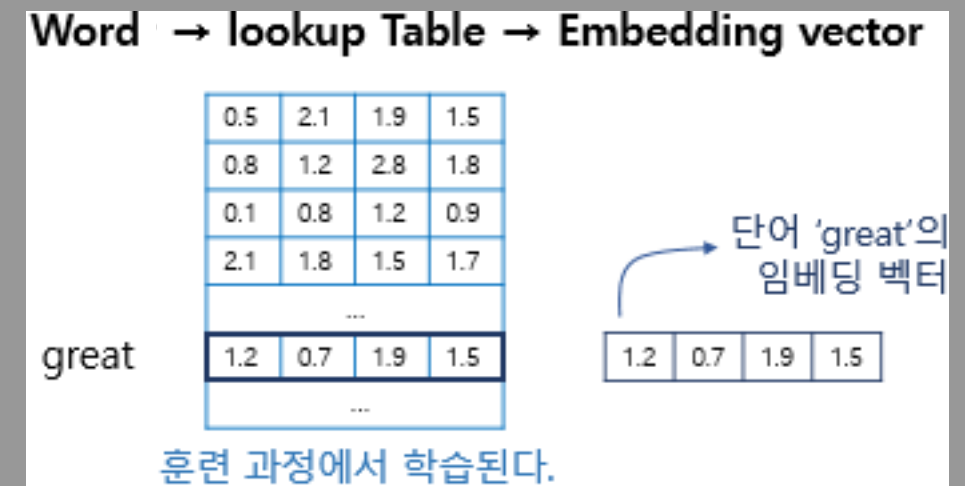 Word → lookup Table → Embedding vector
0.5 2.1 1.9 1.5
0.8 1.2 2.8 1.8
0.1 0.8 1.2 0.9
2.1 1.8 1.5 1.7
...
great 1.2 0.7 1.9 1.5
...
훈련 과정에서 학습된다.
단어 ‘great’의
임베딩 벡터
1.2 0.7 1.9 1.5